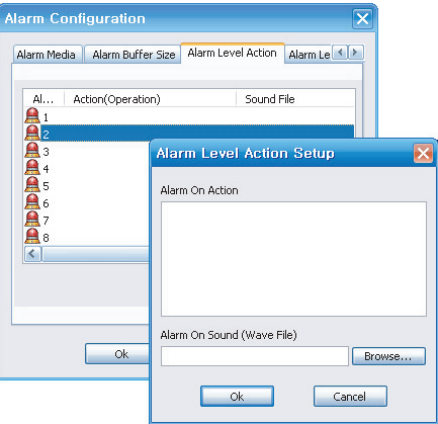 Alarm Configuration
Alarm Media Alarm Buffer Size Alarm Level Action Alarm Le
Al... Action(Operation) Sound File
1
2
3
4
5
6
7
8
Ok
Alarm Level Action Setup
Alarm On Action
Alarm On Sound (Wave File)
Browse...
Ok Cancel